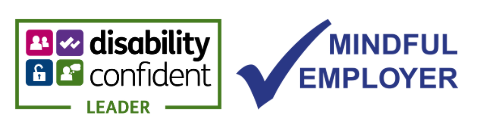 disability
confident
LEADER
MINDFUL
EMPLOYER